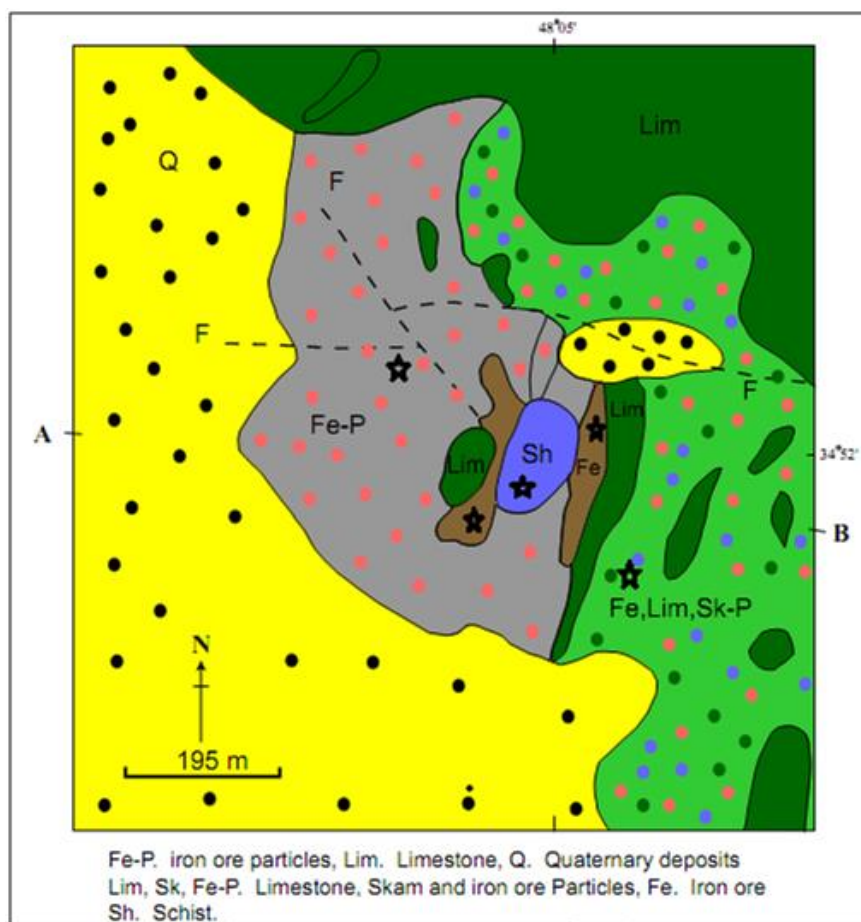 48°05'
Lim
Q
F
F
Fe-P
Lim
A
Lim
Sh
Fe
F
34°52'
B
Fe,Lim,Sk-P
N
195 m
Fe-P. iron ore particles, Lim. Limestone, Q. Quaternary deposits
Lim, Sk, Fe-P. Limestone, Skam and iron ore Particles, Fe. Iron ore
Sh. Schist.